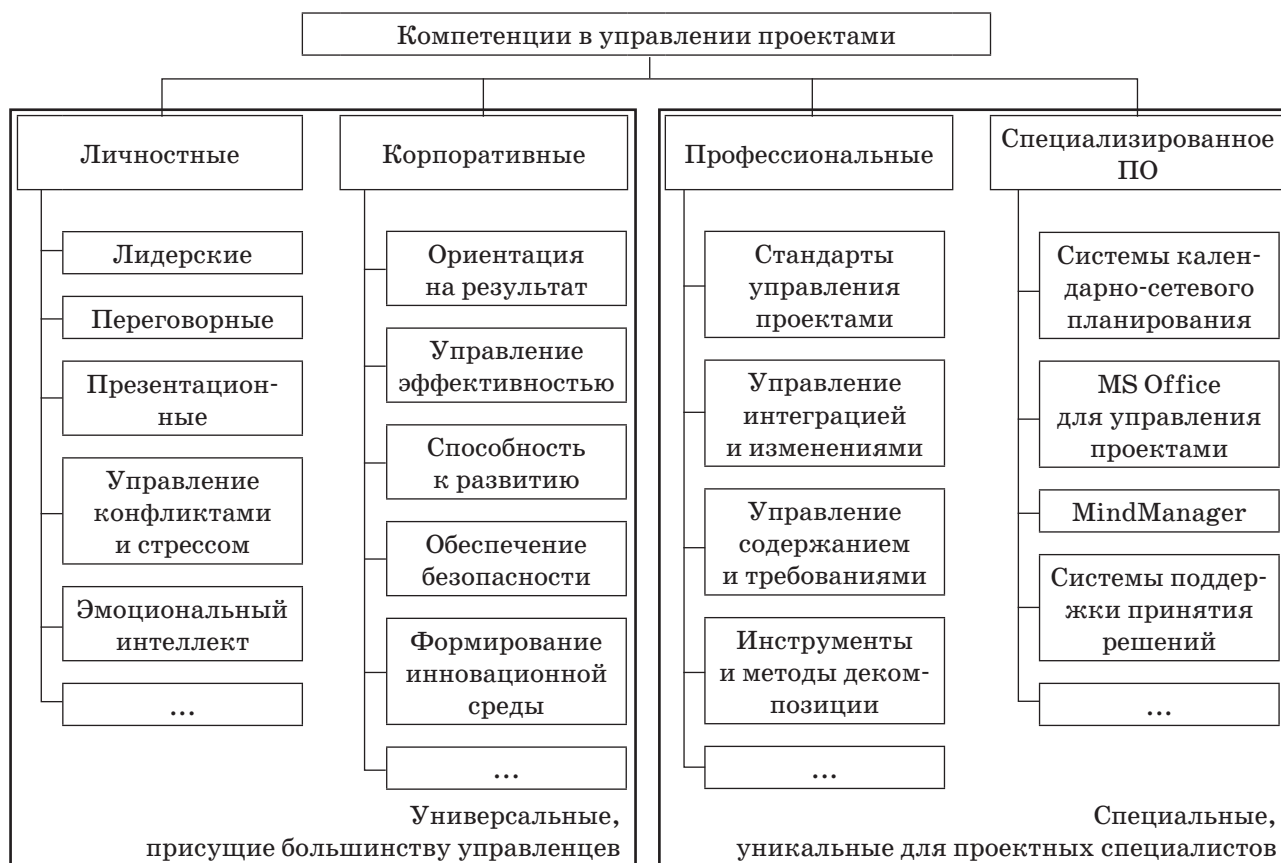 Компетенции в управлении проектами
Личностные
Лидерские
Переговорные
Презентацион-
ные
Управление
конфликтами
и стрессом
Эмоциональный
интеллект
...
Корпоративные
Ориентация
на результат
Управление
эффективностью
Способность
к развитию
Обеспечение
безопасности
Формирование
инновационной
среды
...
Универсальные,
присущие большинству управленцев
Профессиональные
Стандарты
управления
проектами
Управление
интеграцией
и изменениями
Управление
содержанием
и требованиями
Инструменты
и методы деком-
позиции
...
Специализированное
ПО
Системы кален-
дарно-сетевого
планирования
MS Office
для управления
проектами
MindManager
Системы поддер-
жки принятия
решений
...
Специальные,
уникальные для проектных специалистов